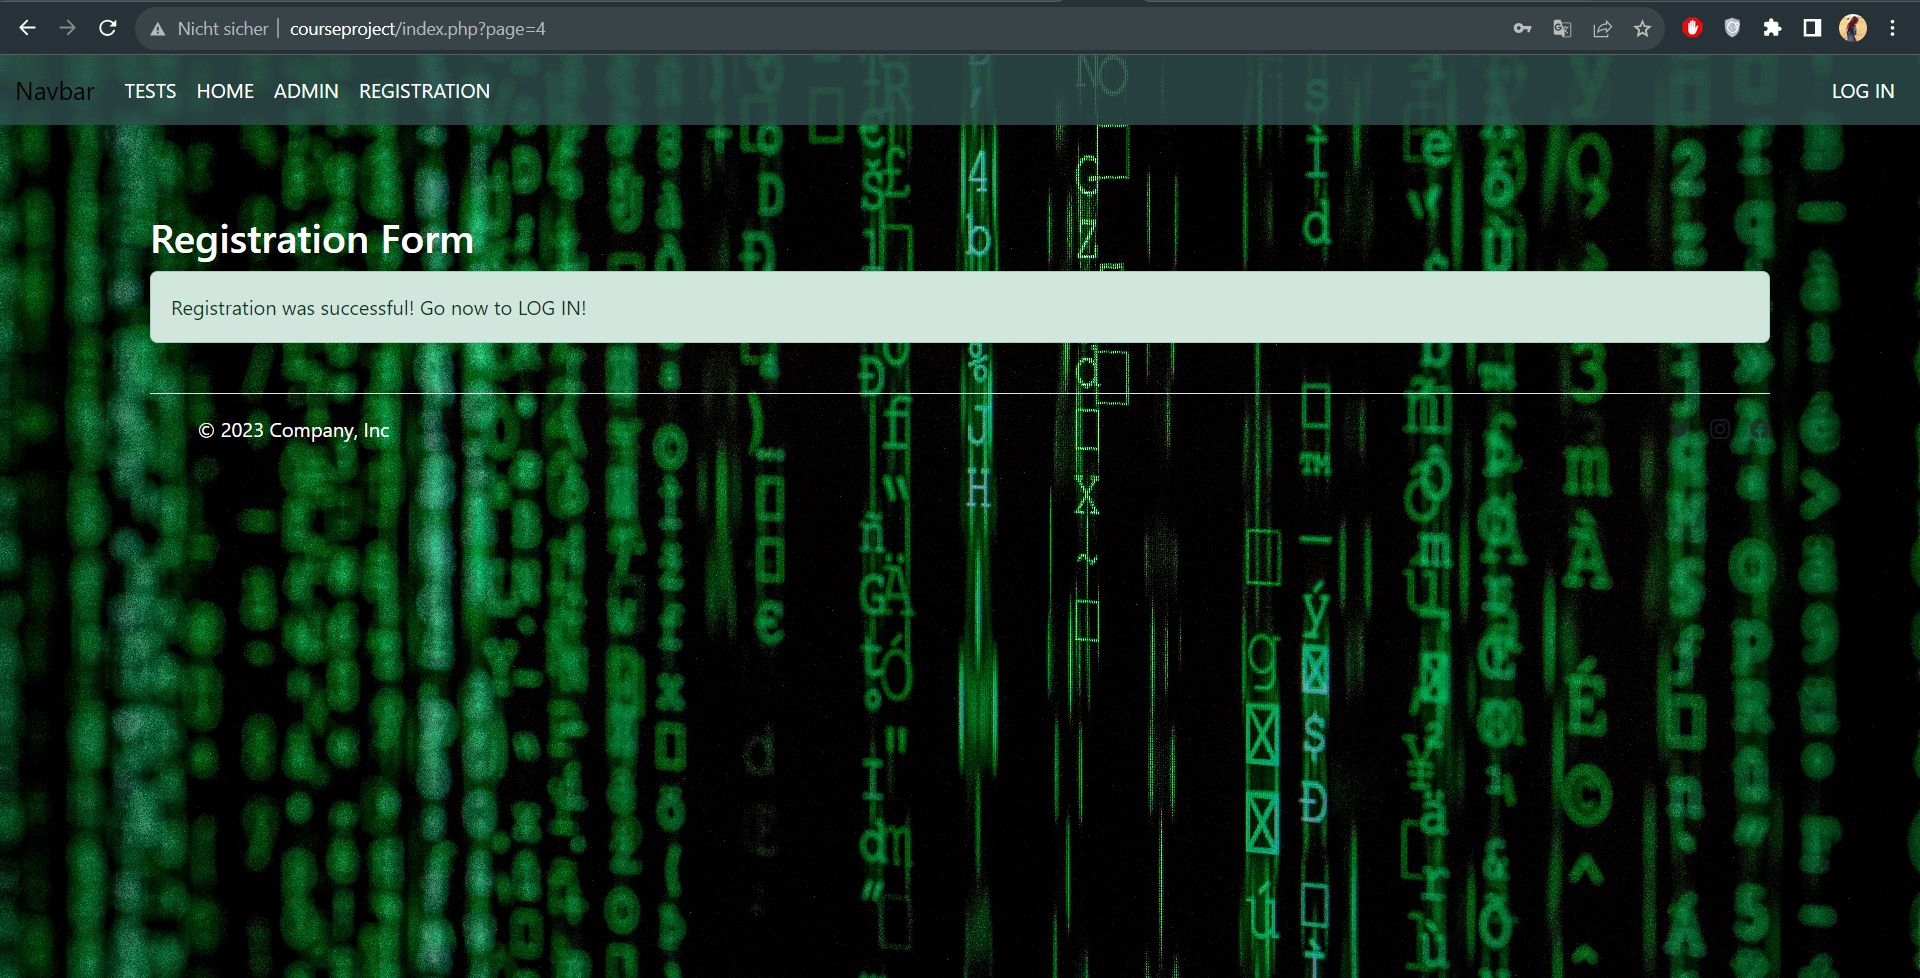 Nicht sicher | courseproject/index.php?page=4
Navbar TESTS HOME ADMIN REGISTRATION LOG IN
Registration Form
Registration was successful! Go now to LOG IN!
© 2023 Company, Inc